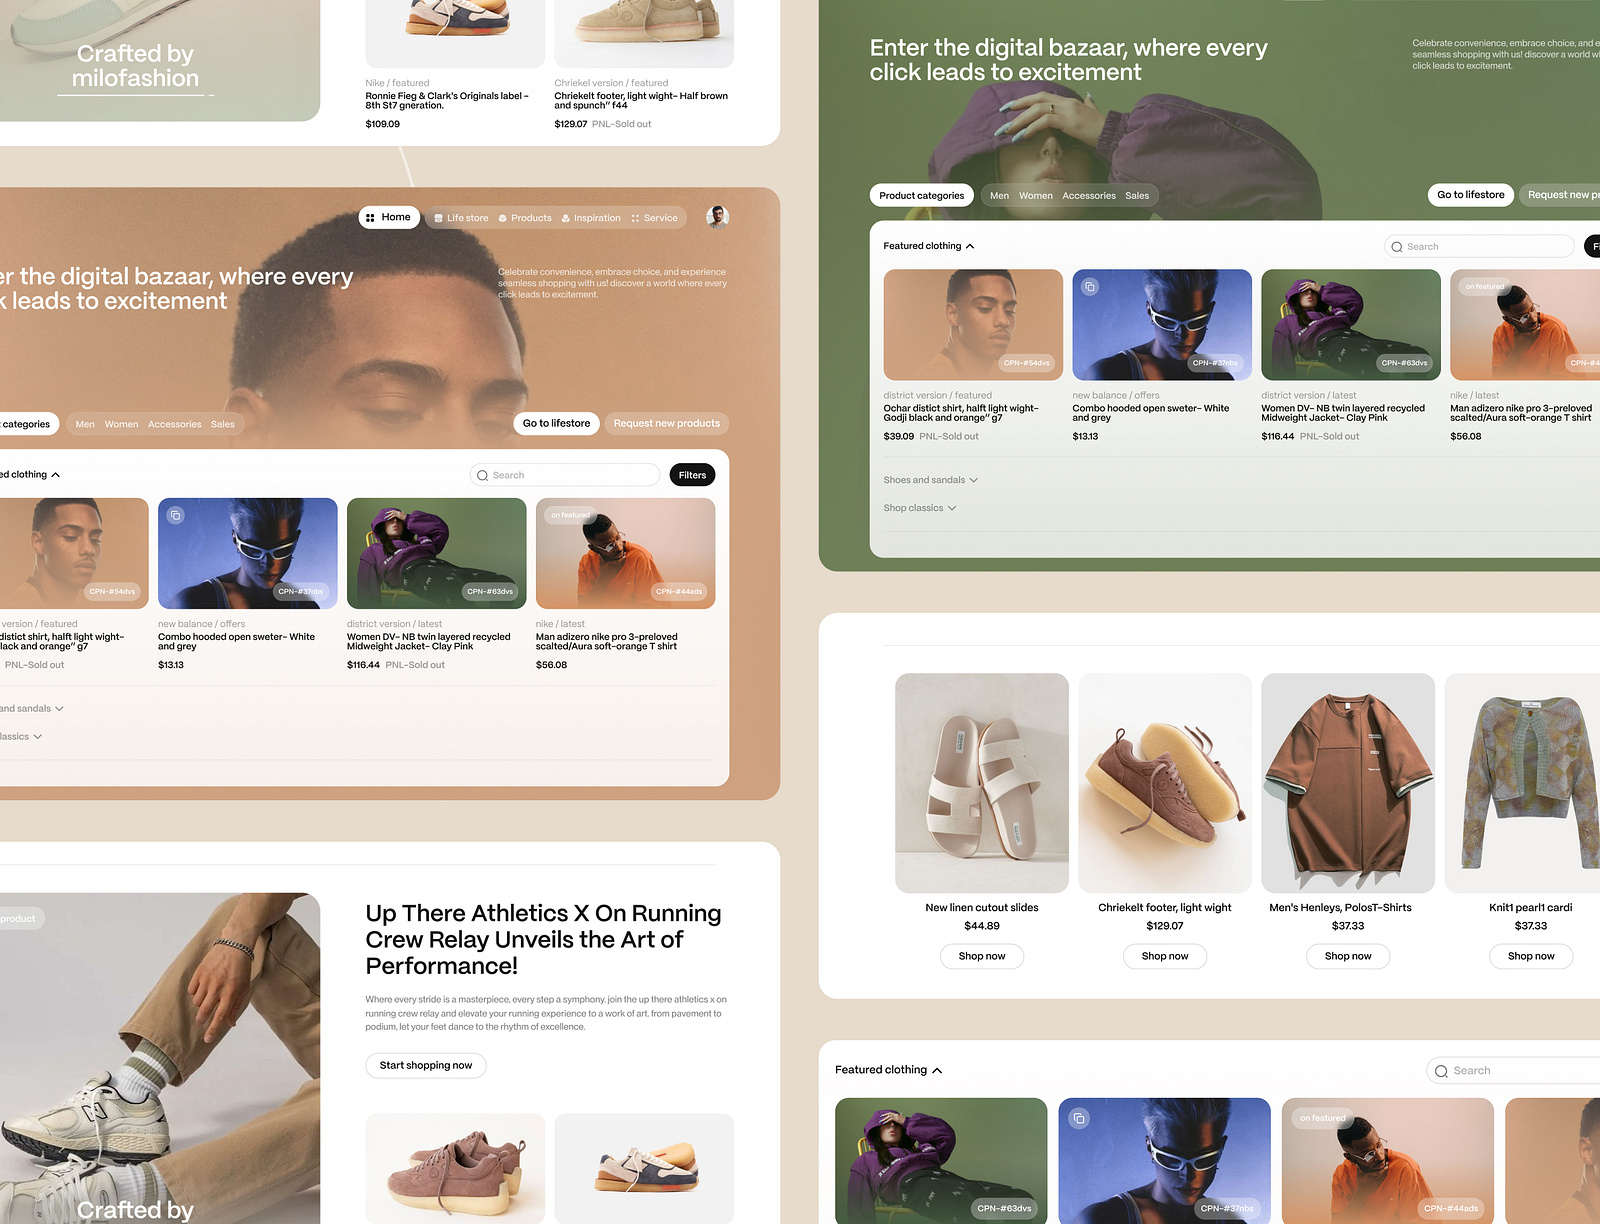 Crafted by
milofashion
Nike / featured
Ronnie Fieg & Clark's Originals label –
8th St7 gneration.
$109.09
Chriekel version / featured
Chriekelt footer, light wight– Half brown
and spunch" f44
$129.07 PNL–Sold out
Home
Life store
Products
Inspiration
Service
er the digital bazaar, where every
k leads to excitement
Celebrate convenience, embrace choice, and experience
seamless shopping with us! discover a world where every
click leads to excitement.
t categories
Men
Women
Accessories
Sales
Go to lifestore
Request new products
ed clothing
Search
Filters
CPN-#54dvs
CPN-#37nbs
CPN-#63dvs
on featured
CPN-#44ads
version / featured
distict shirt, halft light wight–
lack and orange" g7
PNL–Sold out
new balance / offers
Combo hooded open sweter– White
and grey
$13.13
district version / latest
Women DV– NB twin layered recycled
Midweight Jacket– Clay Pink
$116.44 PNL–Sold out
nike / latest
Man adizero nike pro 3-preloved
scalted/Aura soft-orange T shirt
$56.08
and sandals
lassics
product
Crafted by
Up There Athletics X On Running
Crew Relay Unveils the Art of
Performance!
Where every stride is a masterpiece, every step a symphony. join the up there athletics x on
running crew relay and elevate your running experience to a work of art. from pavement to
podium, let your feet dance to the rhythm of excellence.
Start shopping now
Enter the digital bazaar, where every
click leads to excitement
Celebrate convenience, embrace choice, and e
seamless shopping with us! discover a world wh
click leads to excitement.
Product categories
Men
Women
Accessories
Sales
Go to lifestore
Request new pr
Featured clothing
Search
Fi
CPN-#54dvs
CPN-#37nbs
CPN-#63dvs
on featured
CPN-#4
district version / featured
Ochar distict shirt, halft light wight–
Godji black and orange" g7
$39.09 PNL–Sold out
new balance / offers
Combo hooded open sweter– White
and grey
$13.13
district version / latest
Women DV– NB twin layered recycled
Midweight Jacket– Clay Pink
$116.44 PNL–Sold out
nike / latest
Man adizero nike pro 3-preloved
scalted/Aura soft-orange T shirt
$56.08
Shoes and sandals
Shop classics
New linen cutout slides
$44.89
Shop now
Chriekelt footer, light wight
$129.07
Shop now
Men's Henleys, PolosT-Shirts
$37.33
Shop now
Knit1 pearl1 cardi
$37.33
Shop now
Featured clothing
Search
CPN-#63dvs
CPN-#37nbs
on featured
CPN-#44ads